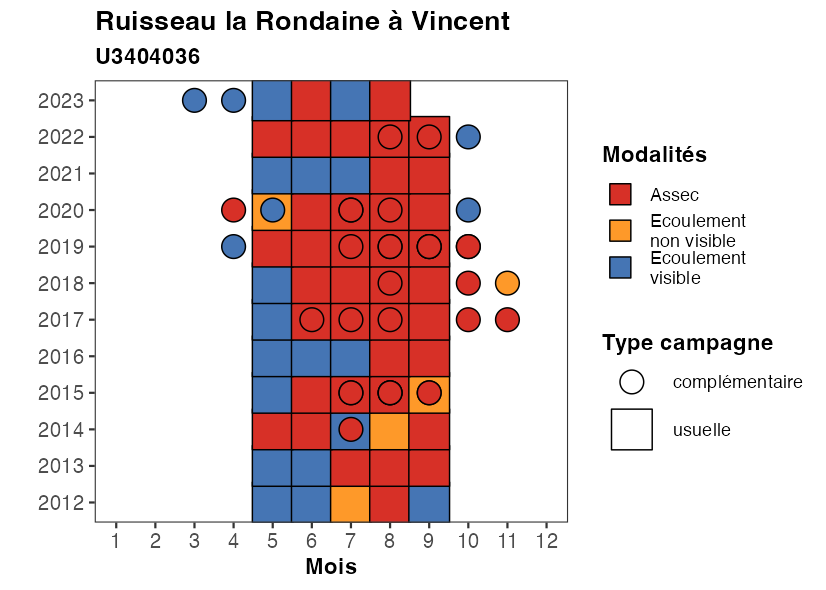 Ruisseau la Rondaine à Vincent
U3404036
2023
2022
2021
2020
2019
2018
2017
2016
2015
2014
2013
2012
1 2 3 4 5 6 7 8 9 10 11 12
Mois
Modalités
Assec
Ecoulement
non visible
Ecoulement
visible
Type campagne
complémentaire
usuelle